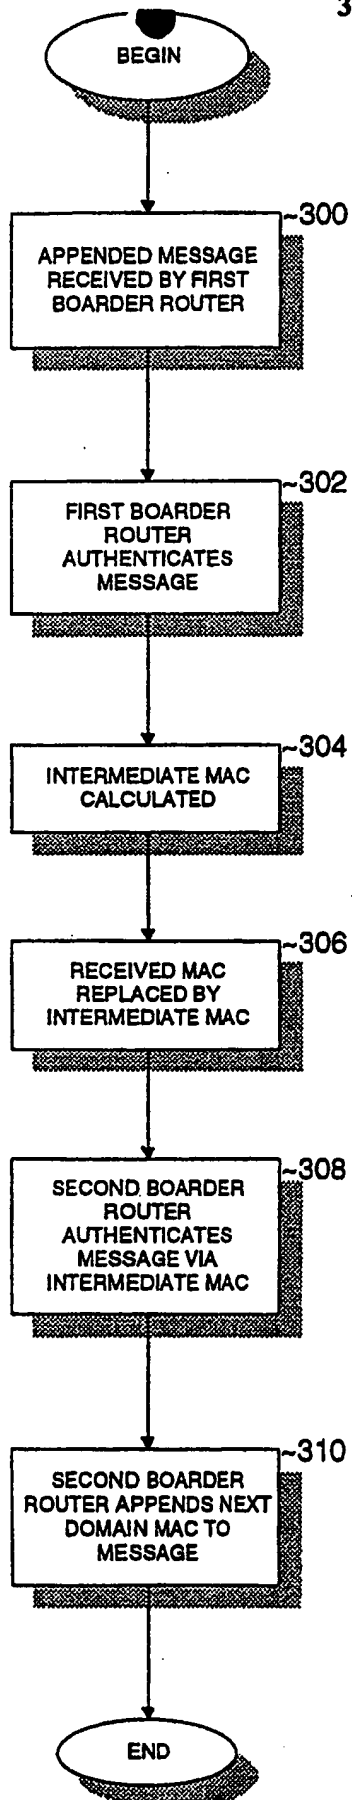 3
BEGIN
~300
APPENDED MESSAGE
RECEIVED BY FIRST
BOARDER ROUTER
~302
FIRST BOARDER
ROUTER
AUTHENTICATES
MESSAGE
~304
INTERMEDIATE MAC
CALCULATED
~306
RECEIVED MAC
REPLACED BY
INTERMEDIATE MAC
~308
SECOND BOARDER
ROUTER
AUTHENTICATES
MESSAGE VIA
INTERMEDIATE MAC
~310
SECOND BOARDER
ROUTER APPENDS NEXT
DOMAIN MAC TO
MESSAGE
END